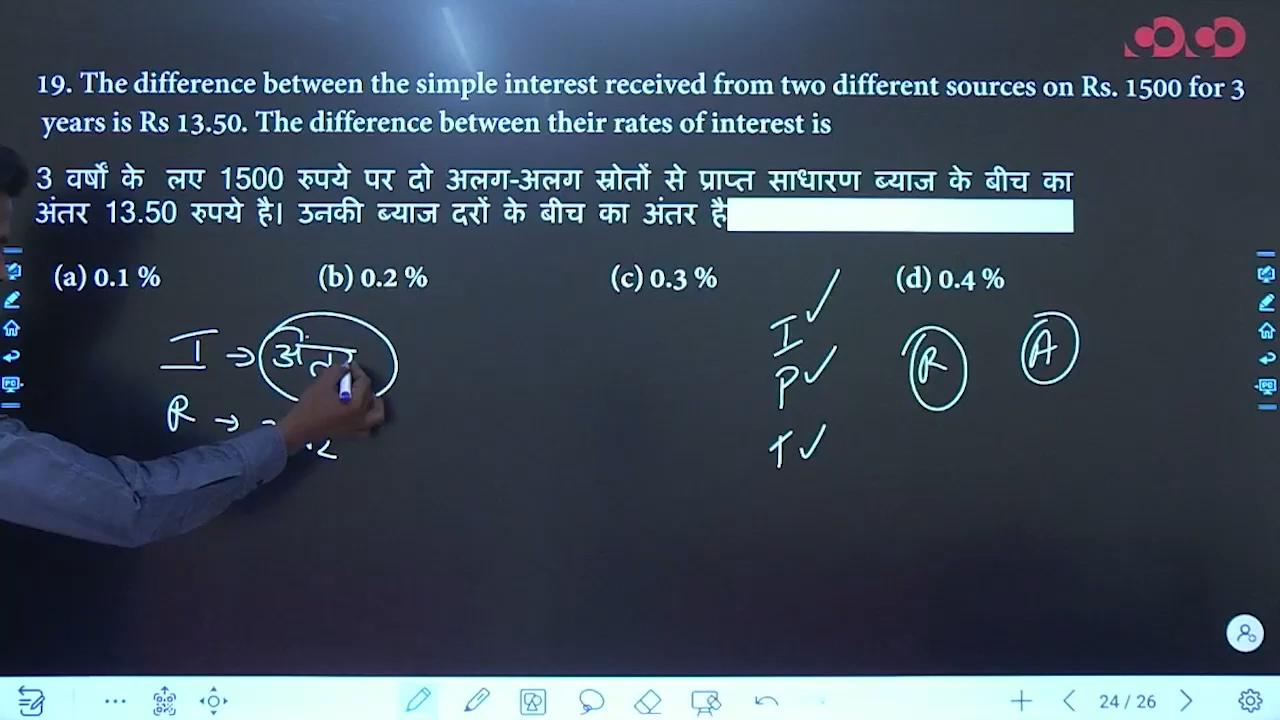 19. The difference between the simple interest received from two different sources on Rs. 1500 for 3
years is Rs 13.50. The difference between their rates of interest is
3 वर्षों के लए 1500 रुपये पर दो अलग-अलग स्रोतों से प्राप्त साधारण ब्याज के बीच का
अंतर 13.50 रुपये है। उनकी ब्याज दरों के बीच का अंतर है
(a) 0.1 %
(b) 0.2 %
(c) 0.3 %
(d) 0.4 %
I → अंतर
R →
I ✓
P ✓
T ✓
R
A
24 / 26